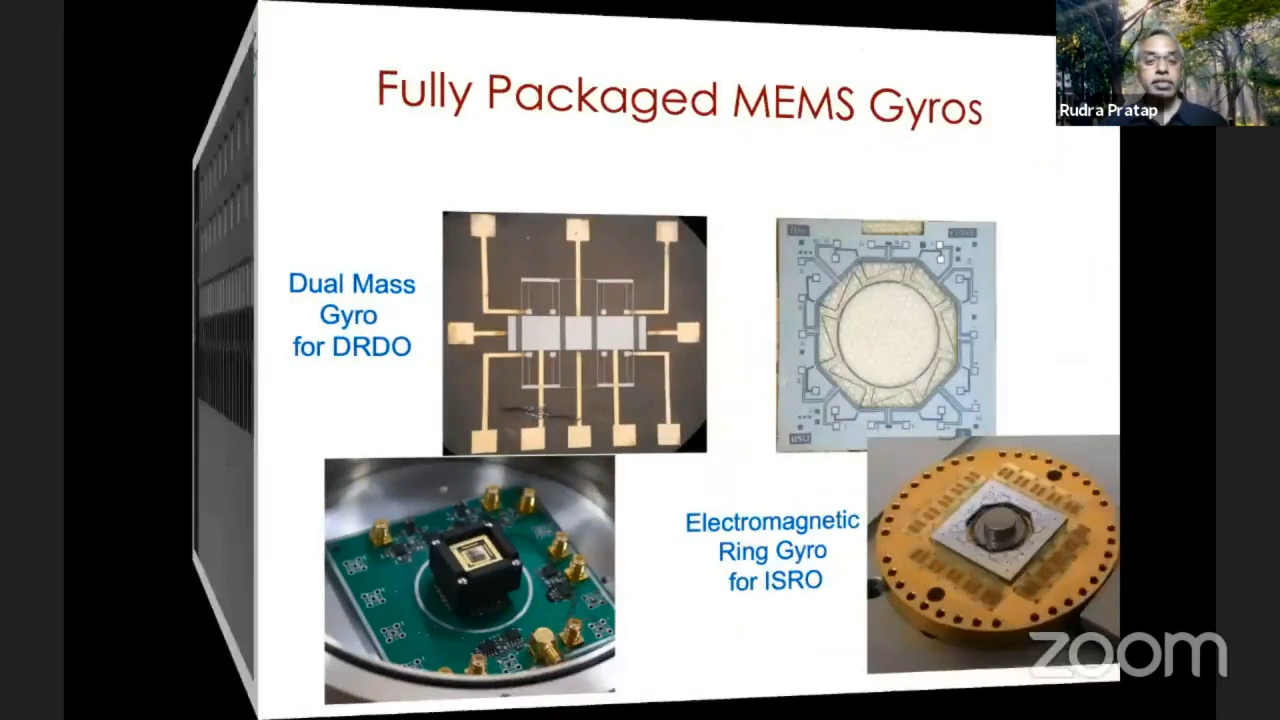 Fully Packaged MEMS Gyros
Rudra Pratap
Dual Mass
Gyro
for DRDO
Electromagnetic
Ring Gyro
for ISRO
zoom